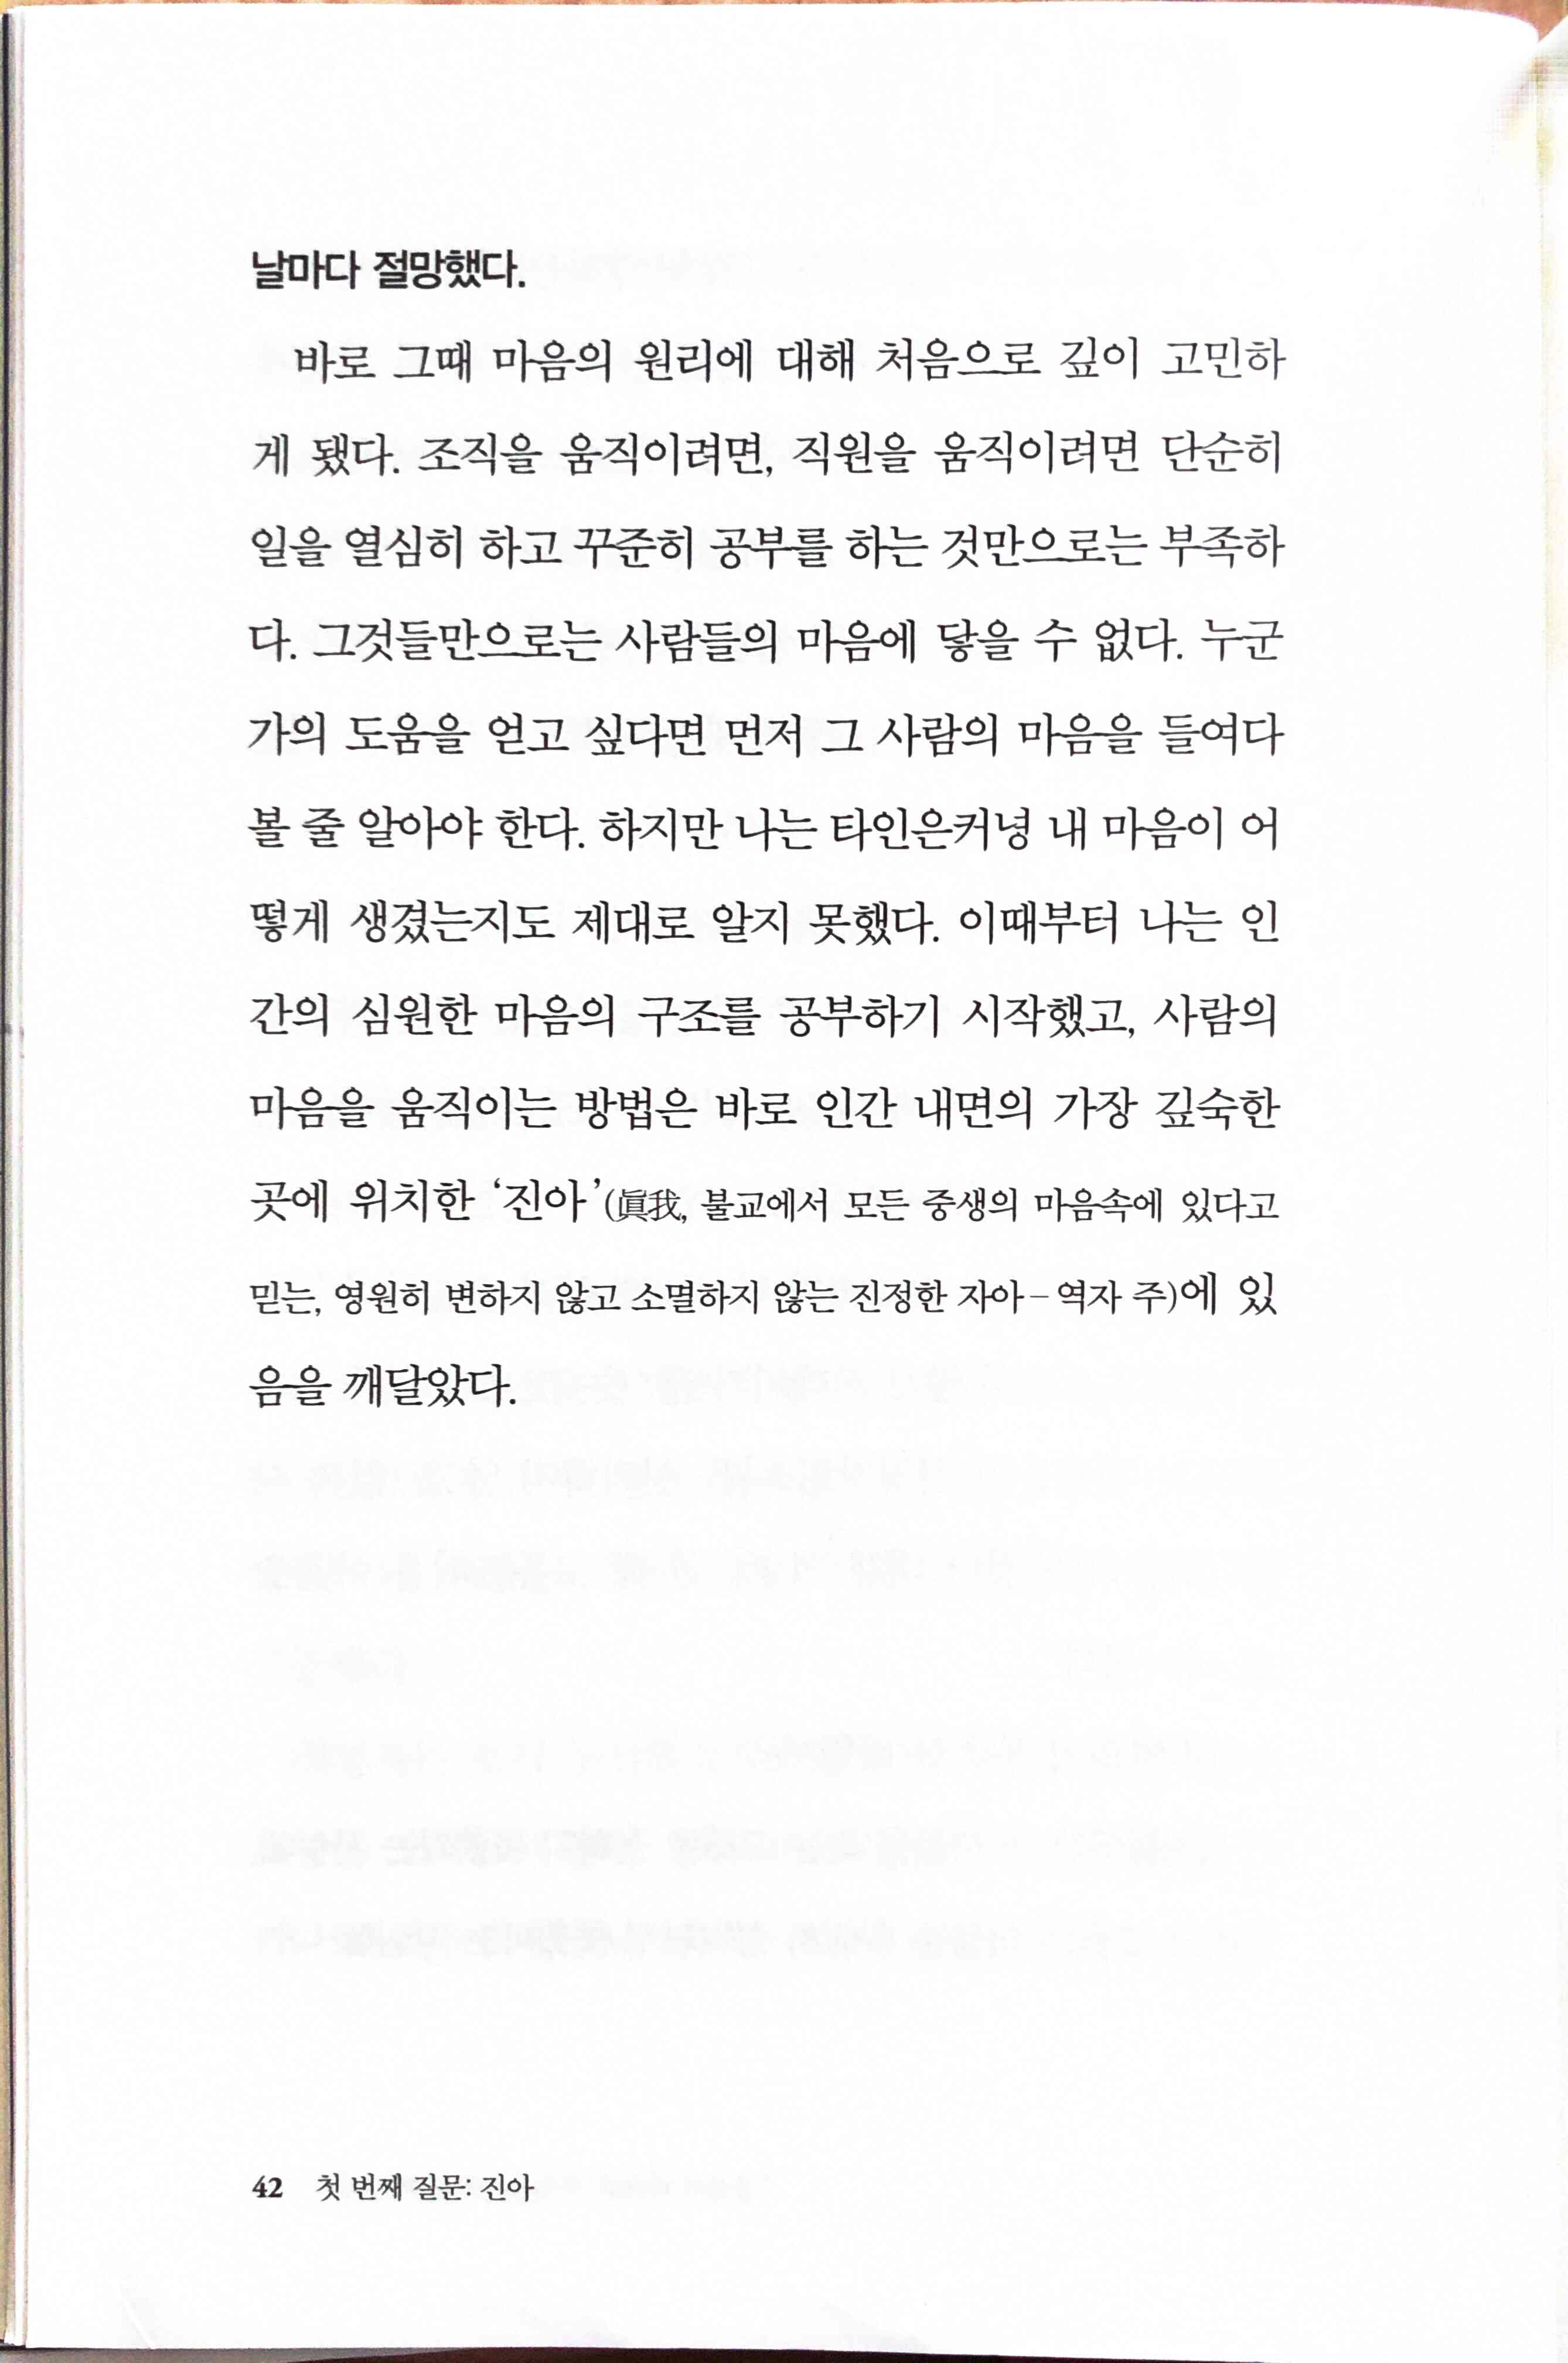 날마다 절망했다.
바로 그때 마음의 원리에 대해 처음으로 깊이 고민하
게 됐다. 조직을 움직이려면, 직원을 움직이려면 단순히
일을 열심히 하고 꾸준히 공부를 하는 것만으로는 부족하
다. 그것들만으로는 사람들의 마음에 닿을 수 없다. 누군
가의 도움을 얻고 싶다면 먼저 그 사람의 마음을 들여다
볼 줄 알아야 한다. 하지만 나는 타인은커녕 내 마음이 어
떻게 생겼는지도 제대로 알지 못했다. 이때부터 나는 인
간의 심원한 마음의 구조를 공부하기 시작했고, 사람의
마음을 움직이는 방법은 바로 인간 내면의 가장 깊숙한
곳에 위치한 ‘진아’(眞我, 불교에서 모든 중생의 마음속에 있다고
믿는, 영원히 변하지 않고 소멸하지 않는 진정한 자아 – 역자 주)에 있
음을 깨달았다.
42 첫 번째 질문: 진아